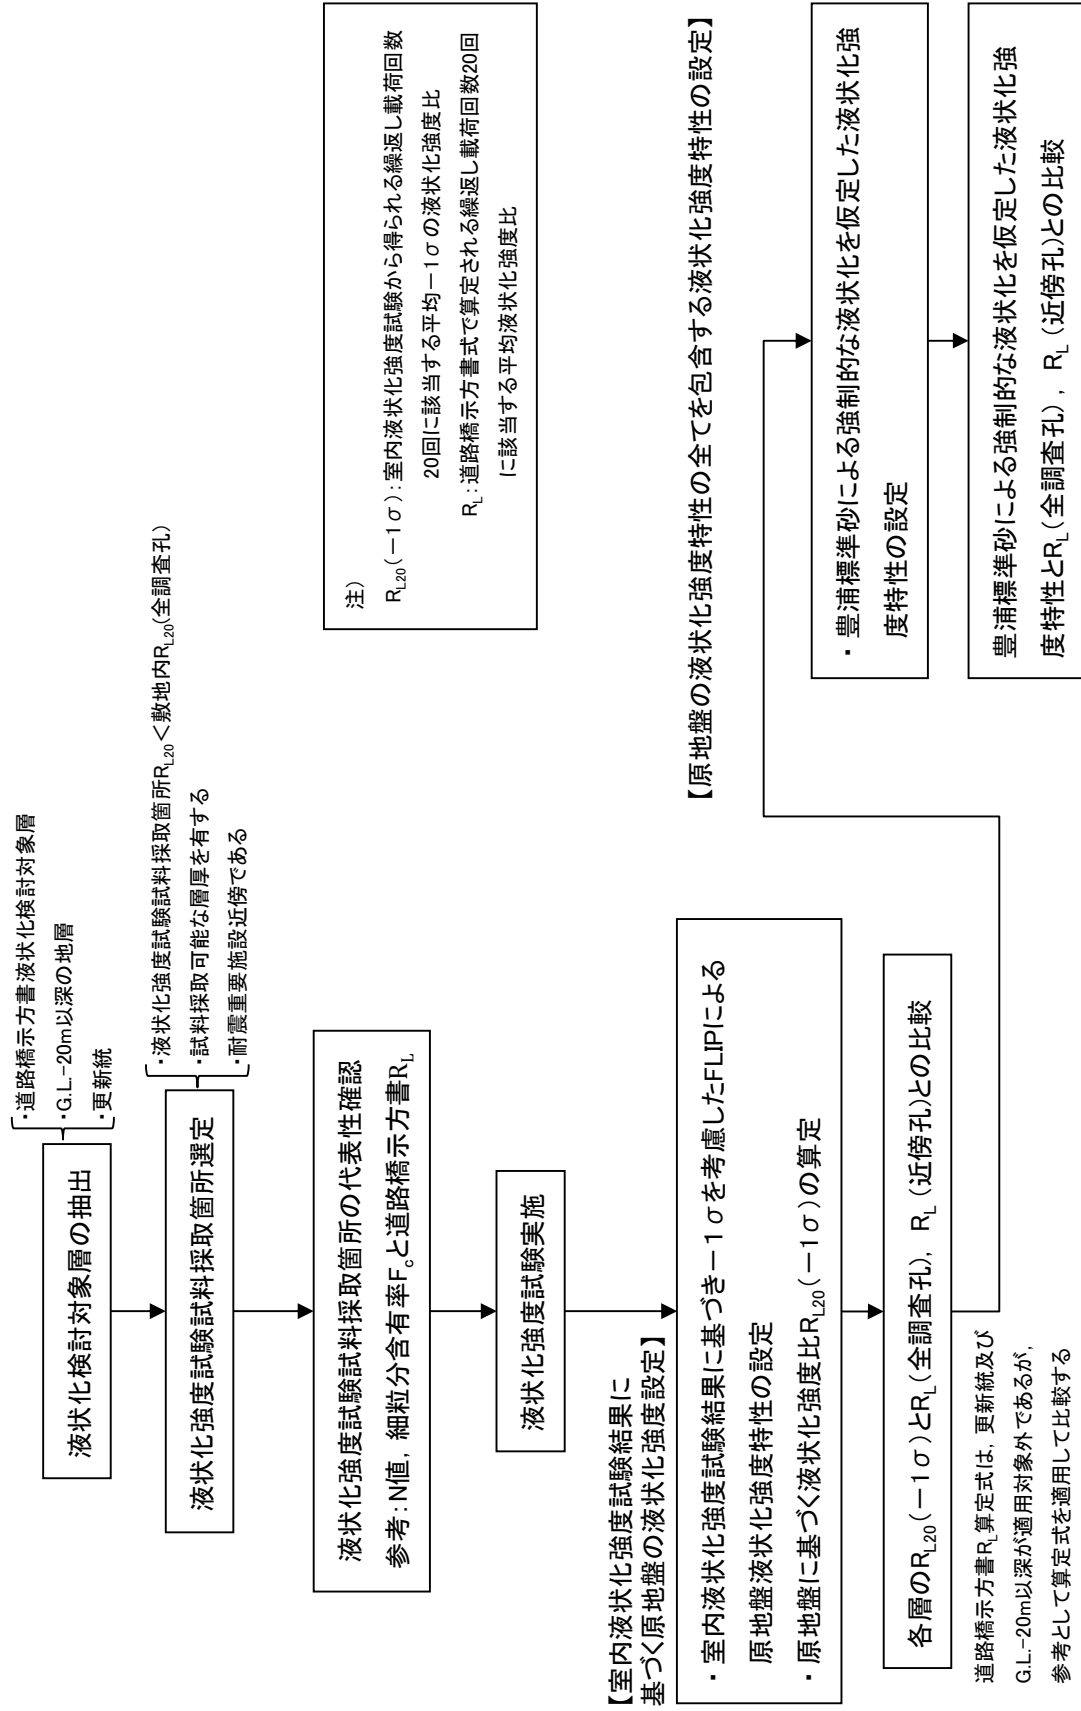 液状化検討対象層の抽出
・道路橋示方書液状化検討対象層
・G.L.-20m以深の地層
・更新統
液状化強度試験試料採取箇所選定
・液状化強度試験試料採取箇所R_L20<敷地内R_L20(全調査孔)
・試料採取可能な層厚を有する
・耐震重要施設近傍である
液状化強度試験試料採取箇所の代表性確認
参考:N値，細粒分含有率F_cと道路橋示方書R_L
液状化強度試験実施
【室内液状化強度試験結果に
基づく原地盤の液状化強度設定】
・室内液状化強度試験結果に基づき－1σを考慮したFLIPによる
原地盤液状化強度特性の設定
・原地盤に基づく液状化強度比R_L20(－1σ)の算定
各層のR_L20(－1σ)とR_L(全調査孔)，R_L(近傍孔)との比較
道路橋示方書R_L算定式は，更新統及び
G.L.-20m以深が適用対象外であるが，
参考として算定式を適用して比較する
注）
R_L20(－1σ):室内液状化強度試験から得られる繰返し載荷回数
20回に該当する平均－1σの液状化強度比
R_L:道路橋示方書式で算定される繰返し載荷回数20回
に該当する平均液状化強度比
【原地盤の液状化強度特性の全てを包含する液状化強度特性の設定】
・豊浦標準砂による強制的な液状化を仮定した液状化強
度特性の設定
豊浦標準砂による強制的な液状化を仮定した液状化強
度特性とR_L(全調査孔)，R_L(近傍孔)との比較